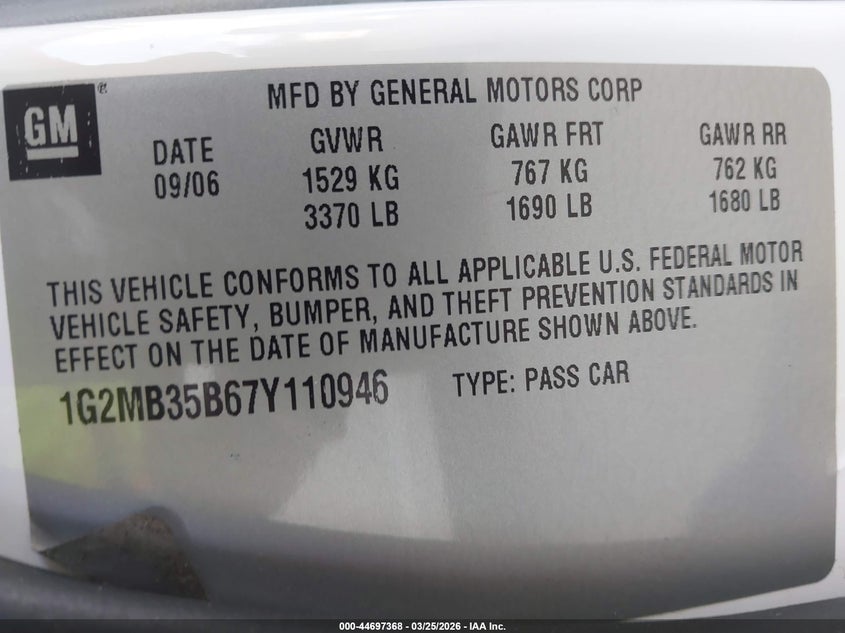 GM
®
MFD BY GENERAL MOTORS CORP
DATE GVWR GAWR FRT GAWR RR
09/06 1529 KG 767 KG 762 KG
3370 LB 1690 LB 1680 LB
THIS VEHICLE CONFORMS TO ALL APPLICABLE U.S. FEDERAL MOTOR
VEHICLE SAFETY, BUMPER, AND THEFT PREVENTION STANDARDS IN
EFFECT ON THE DATE OF MANUFACTURE SHOWN ABOVE.
1G2MB35B67Y110946 TYPE: PASS CAR
000-44697368 - 03/25/2026 - IAA Inc.